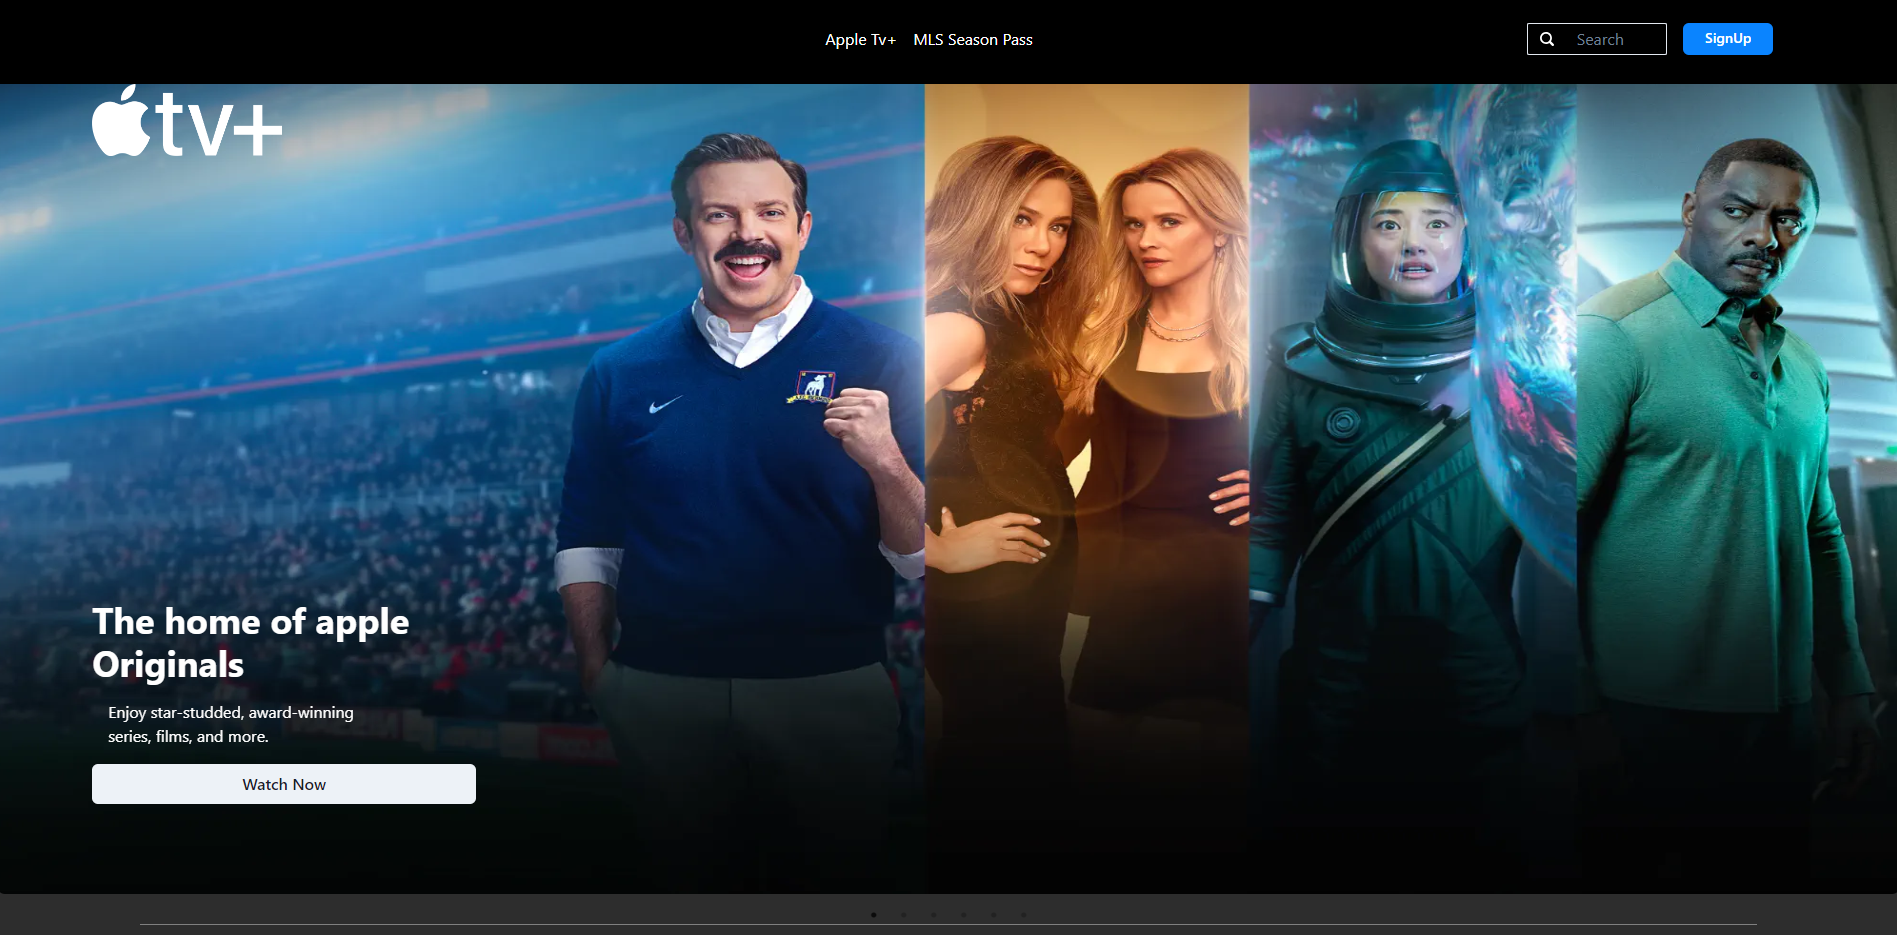 Apple Tv+ MLS Season Pass
Search
SignUp
tv+
The home of apple
Originals
Enjoy star-studded, award-winning
series, films, and more.
Watch Now